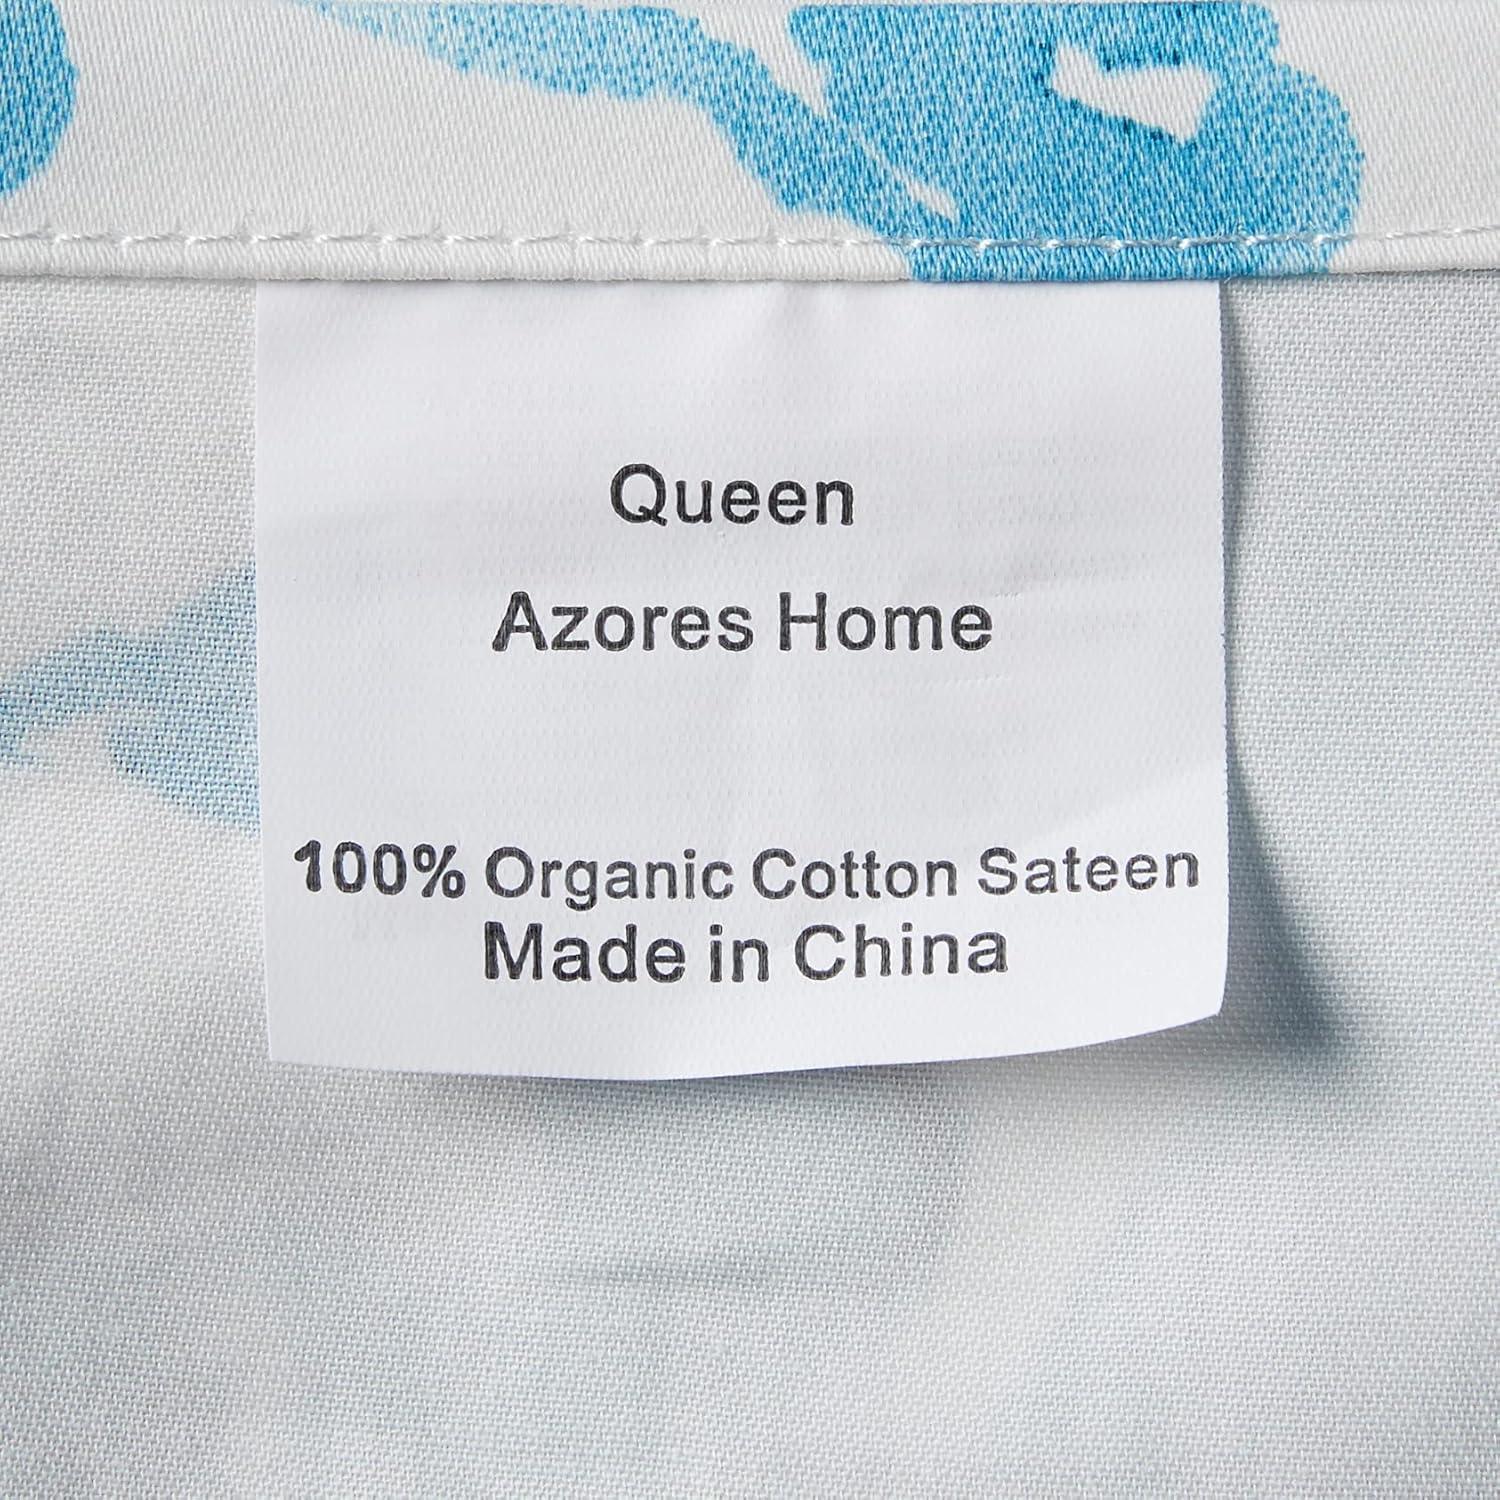 Queen
Azores Home
100% Organic Cotton Sateen
Made in China